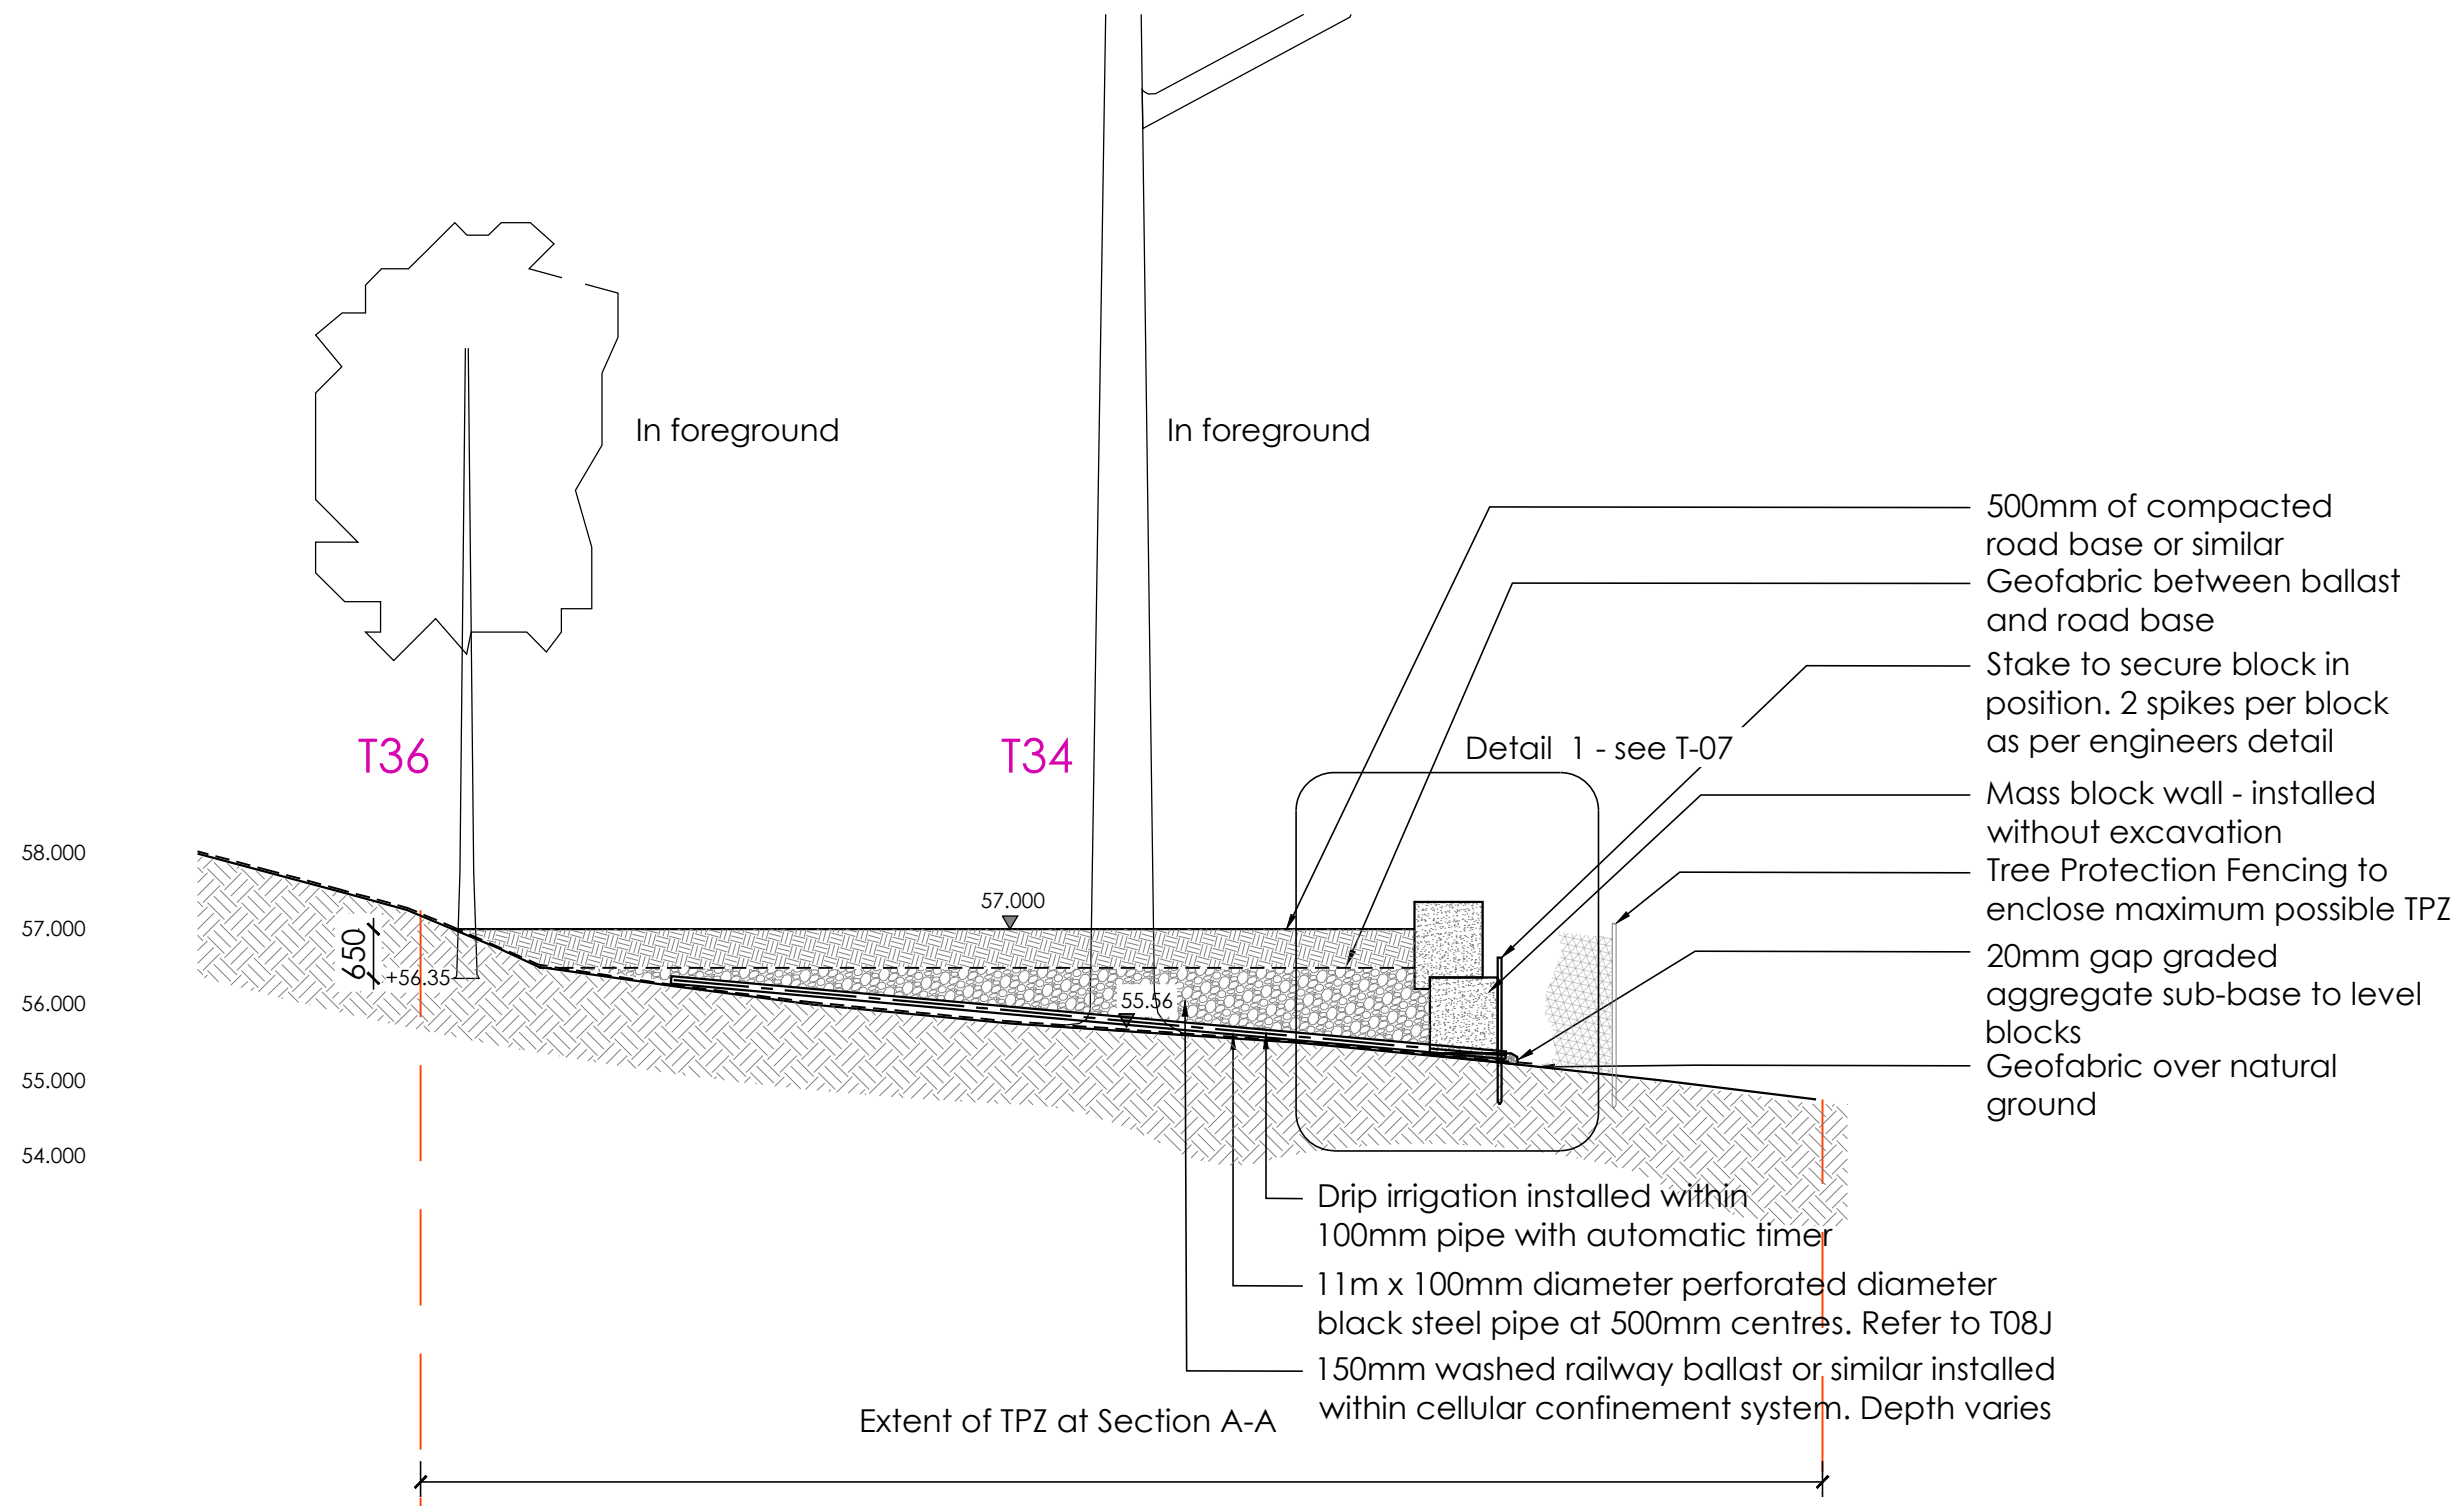 In foreground
In foreground
500mm of compacted
road base or similar
Geofabric between ballast
and road base
Stake to secure block in
position. 2 spikes per block
as per engineers detail
T36
T34
Detail 1 - see T-07
Mass block wall - installed
without excavation
58.000
Tree Protection Fencing to
enclose maximum possible TPZ
57.000
57.000
650
+56.35
20mm gap graded
aggregate sub-base to level
blocks
56.000
55.56
Geofabric over natural
ground
55.000
54.000
Drip irrigation installed within
100mm pipe with automatic timer
11m x 100mm diameter perforated diameter
black steel pipe at 500mm centres. Refer to T08J
150mm washed railway ballast or similar installed
within cellular confinement system. Depth varies
Extent of TPZ at Section A-A